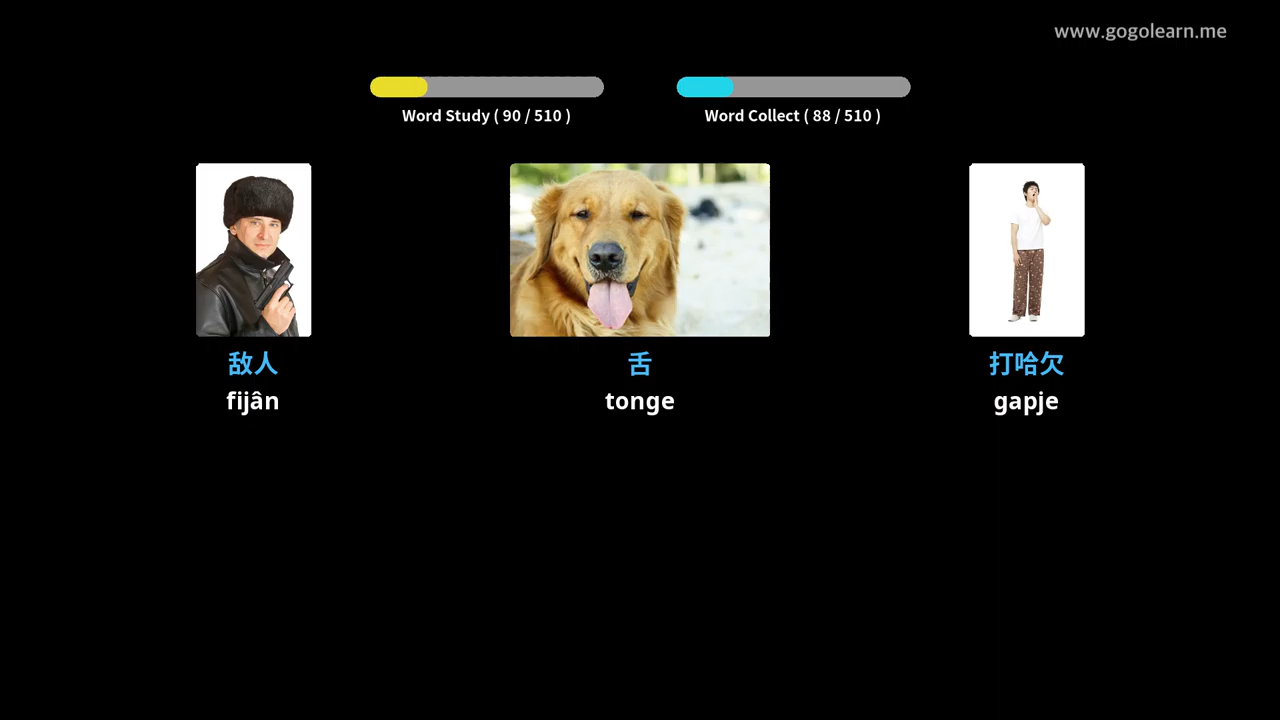 www.gogolearn.me
Word Study ( 90 / 510 )
Word Collect ( 88 / 510 )
敌人
fijân
舌
tonge
打哈欠
gapje